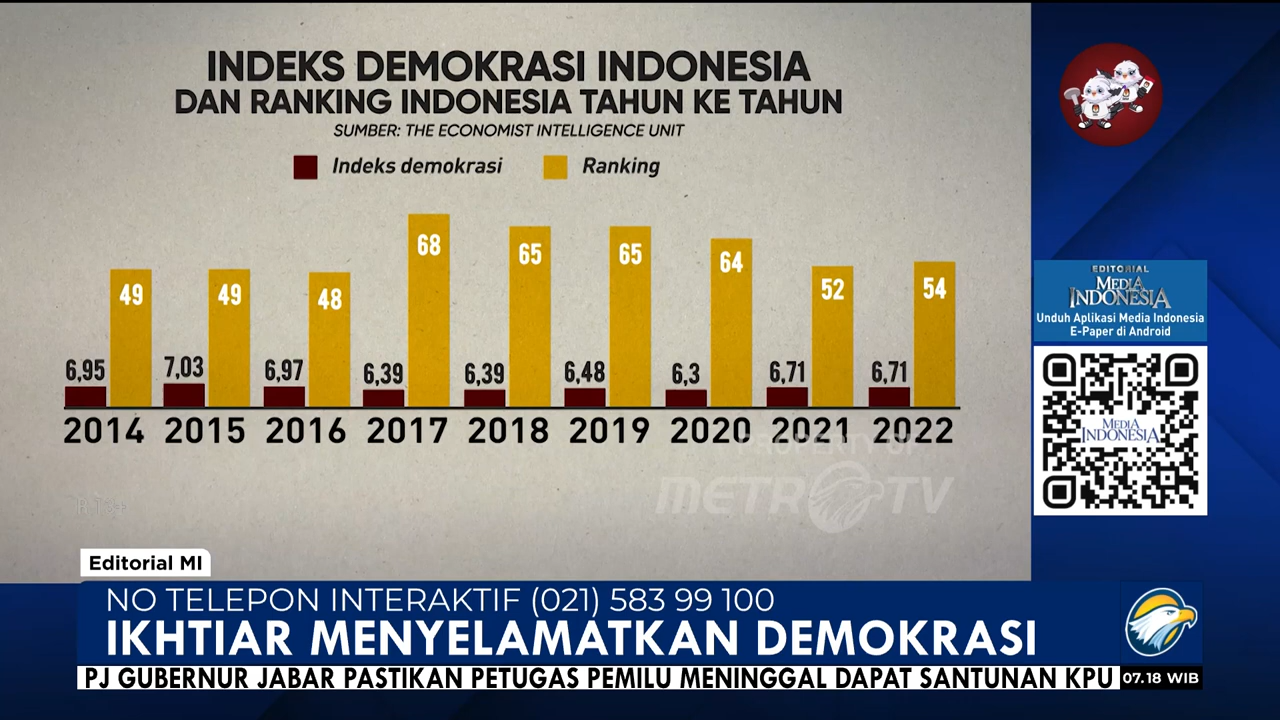 INDEKS DEMOKRASI INDONESIA
DAN RANKING INDONESIA TAHUN KE TAHUN
SUMBER: THE ECONOMIST INTELLIGENCE UNIT
Indeks demokrasi Ranking
68
65
65
64
49
49
48
52
54
6,95
7,03
6,97
6,39
6,39
6,48
6,3
6,71
6,71
2014 2015 2016 2017 2018 2019 2020 2021 2022
PROPERTY OF
METRO TV
EDITORIAL
MEDIA
INDONESIA
Unduh Aplikasi Media Indonesia
E-Paper di Android
MEDIA
INDONESIA
Editorial MI
NO TELEPON INTERAKTIF (021) 583 99 100
IKHTIAR MENYELAMATKAN DEMOKRASI
PJ GUBERNUR JABAR PASTIKAN PETUGAS PEMILU MENINGGAL DAPAT SANTUNAN KPU
07.18 WIB